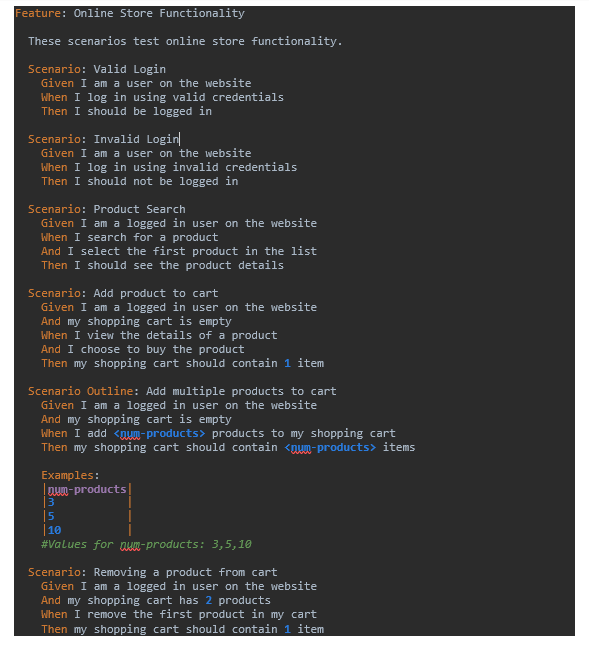 Feature: Online Store Functionality
These scenarios test online store functionality.
Scenario: Valid Login
Given I am a user on the website
When I log in using valid credentials
Then I should be logged in
Scenario: Invalid Login
Given I am a user on the website
When I log in using invalid credentials
Then I should not be logged in
Scenario: Product Search
Given I am a logged in user on the website
When I search for a product
And I select the first product in the list
Then I should see the product details
Scenario: Add product to cart
Given I am a logged in user on the website
And my shopping cart is empty
When I view the details of a product
And I choose to buy the product
Then my shopping cart should contain 1 item
Scenario Outline: Add multiple products to cart
Given I am a logged in user on the website
And my shopping cart is empty
When I add <num-products> products to my shopping cart
Then my shopping cart should contain <num-products> items
Examples:
|num-products|
|3           |
|5           |
|10          |
#Values for num-products: 3,5,10
Scenario: Removing a product from cart
Given I am a logged in user on the website
And my shopping cart has 2 products
When I remove the first product in my cart
Then my shopping cart should contain 1 item